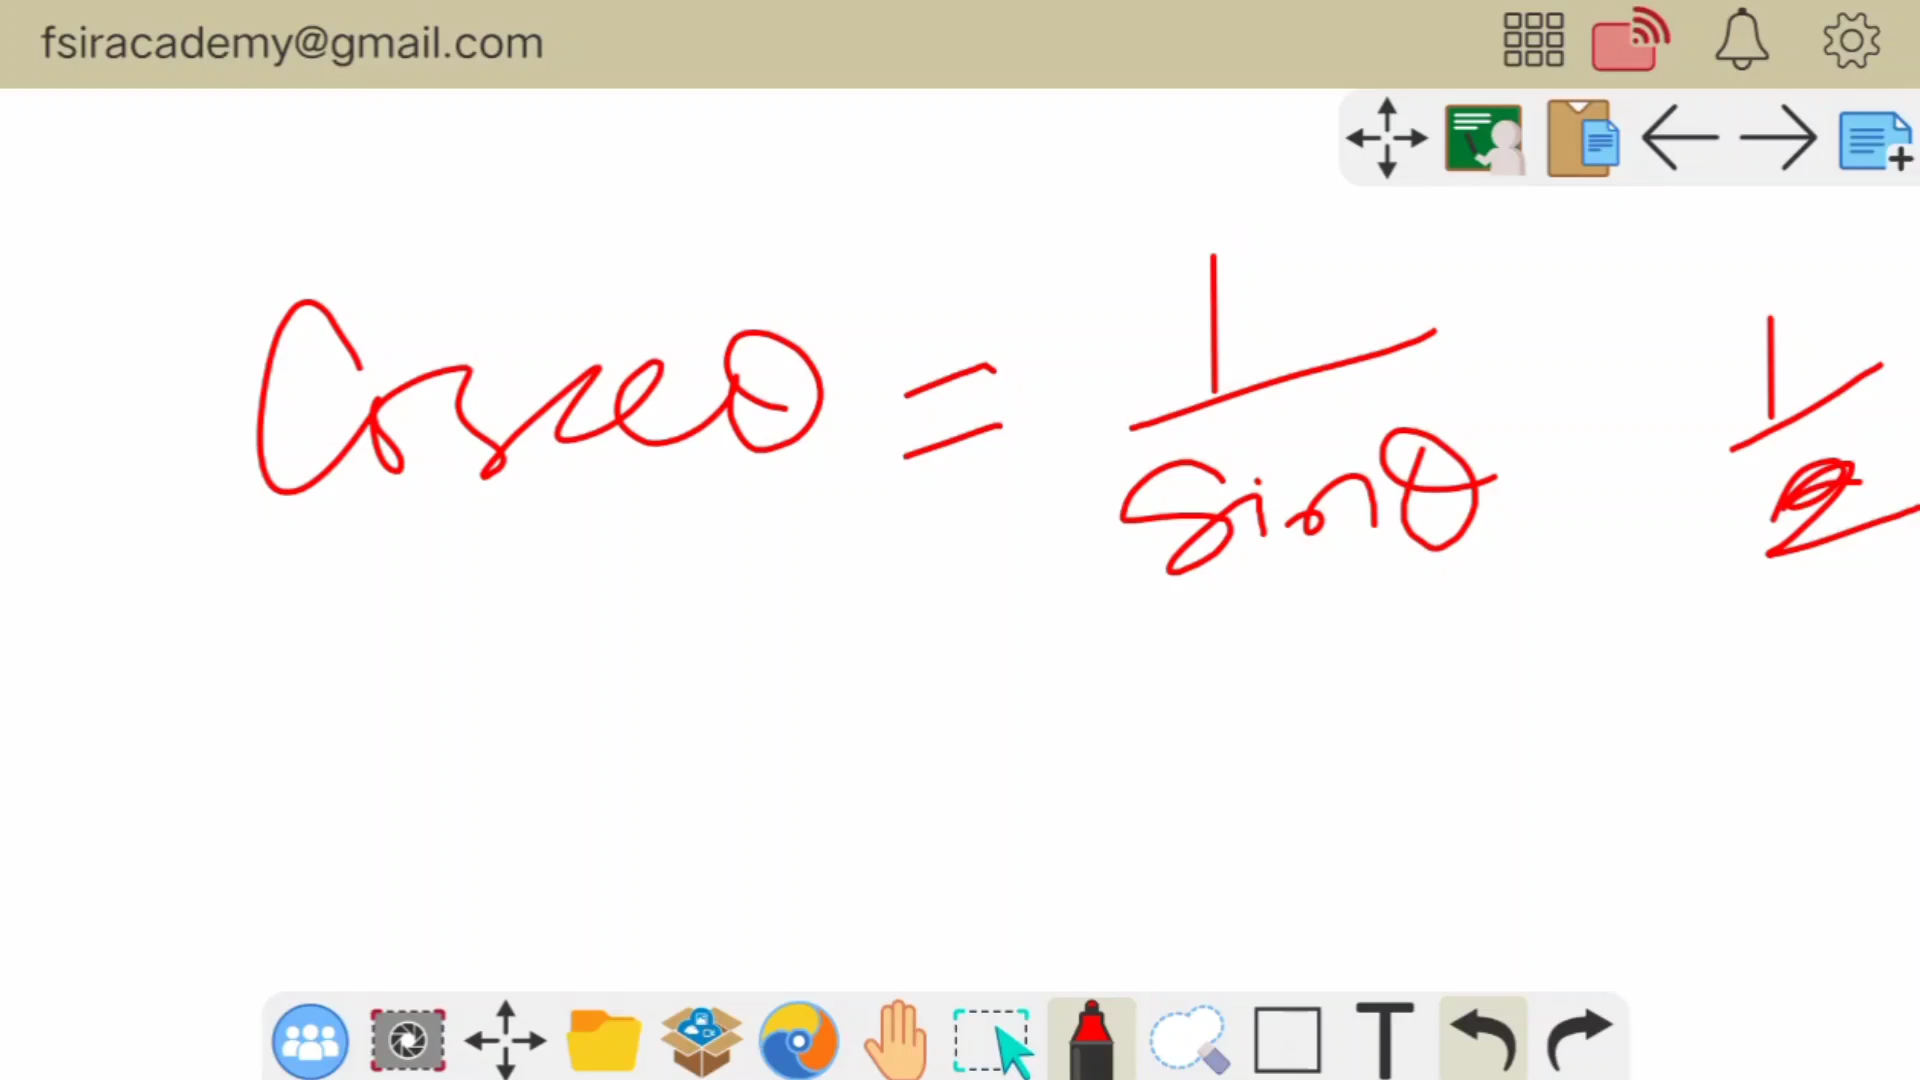 fsiracademy@gmail.com
Cosecθ = 1/sinθ 1/2
T